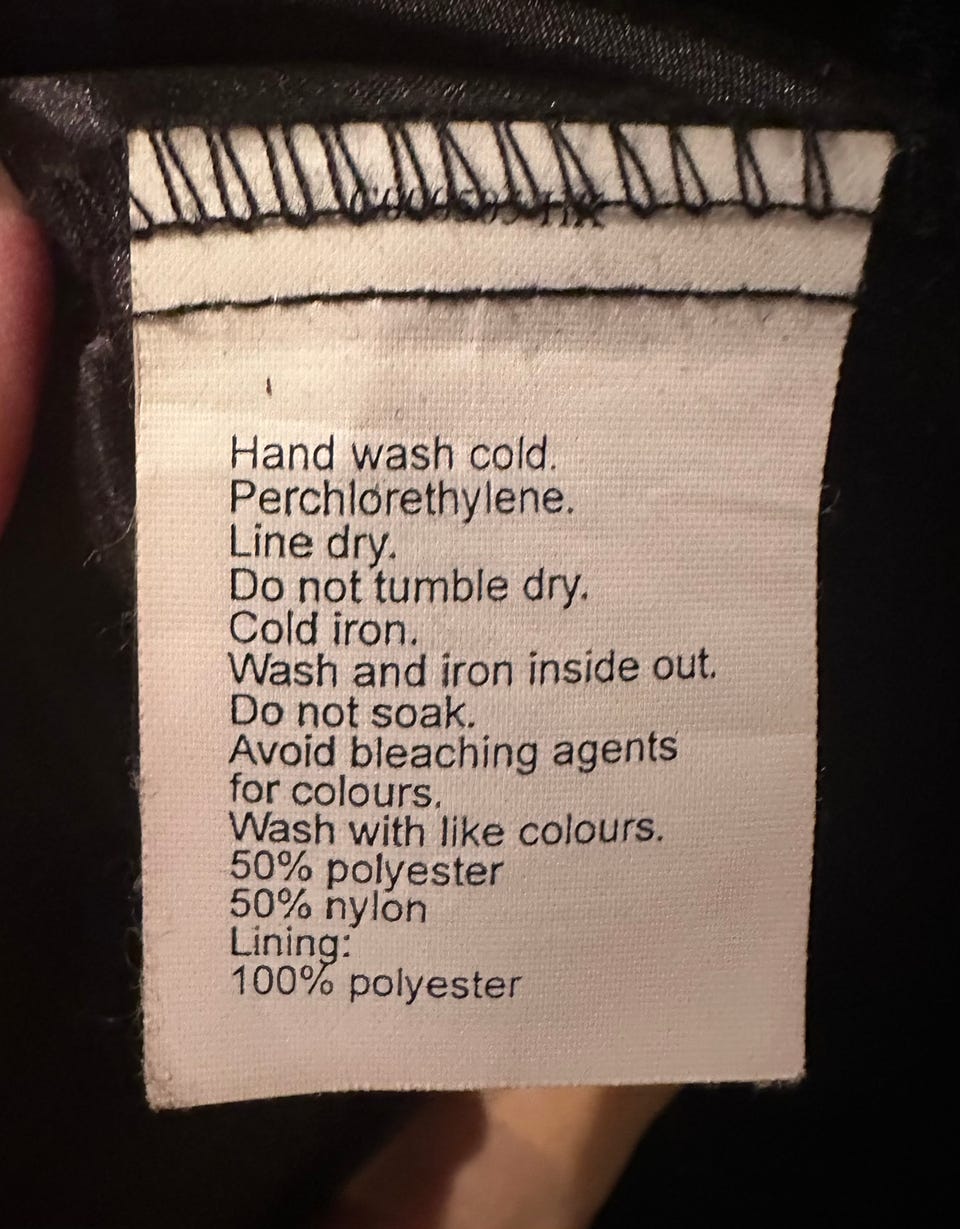 Hand wash cold.
Perchlorethylene.
Line dry.
Do not tumble dry.
Cold iron.
Wash and iron inside out.
Do not soak.
Avoid bleaching agents
for colours.
Wash with like colours.
50% polyester
50% nylon
Lining:
100% polyester